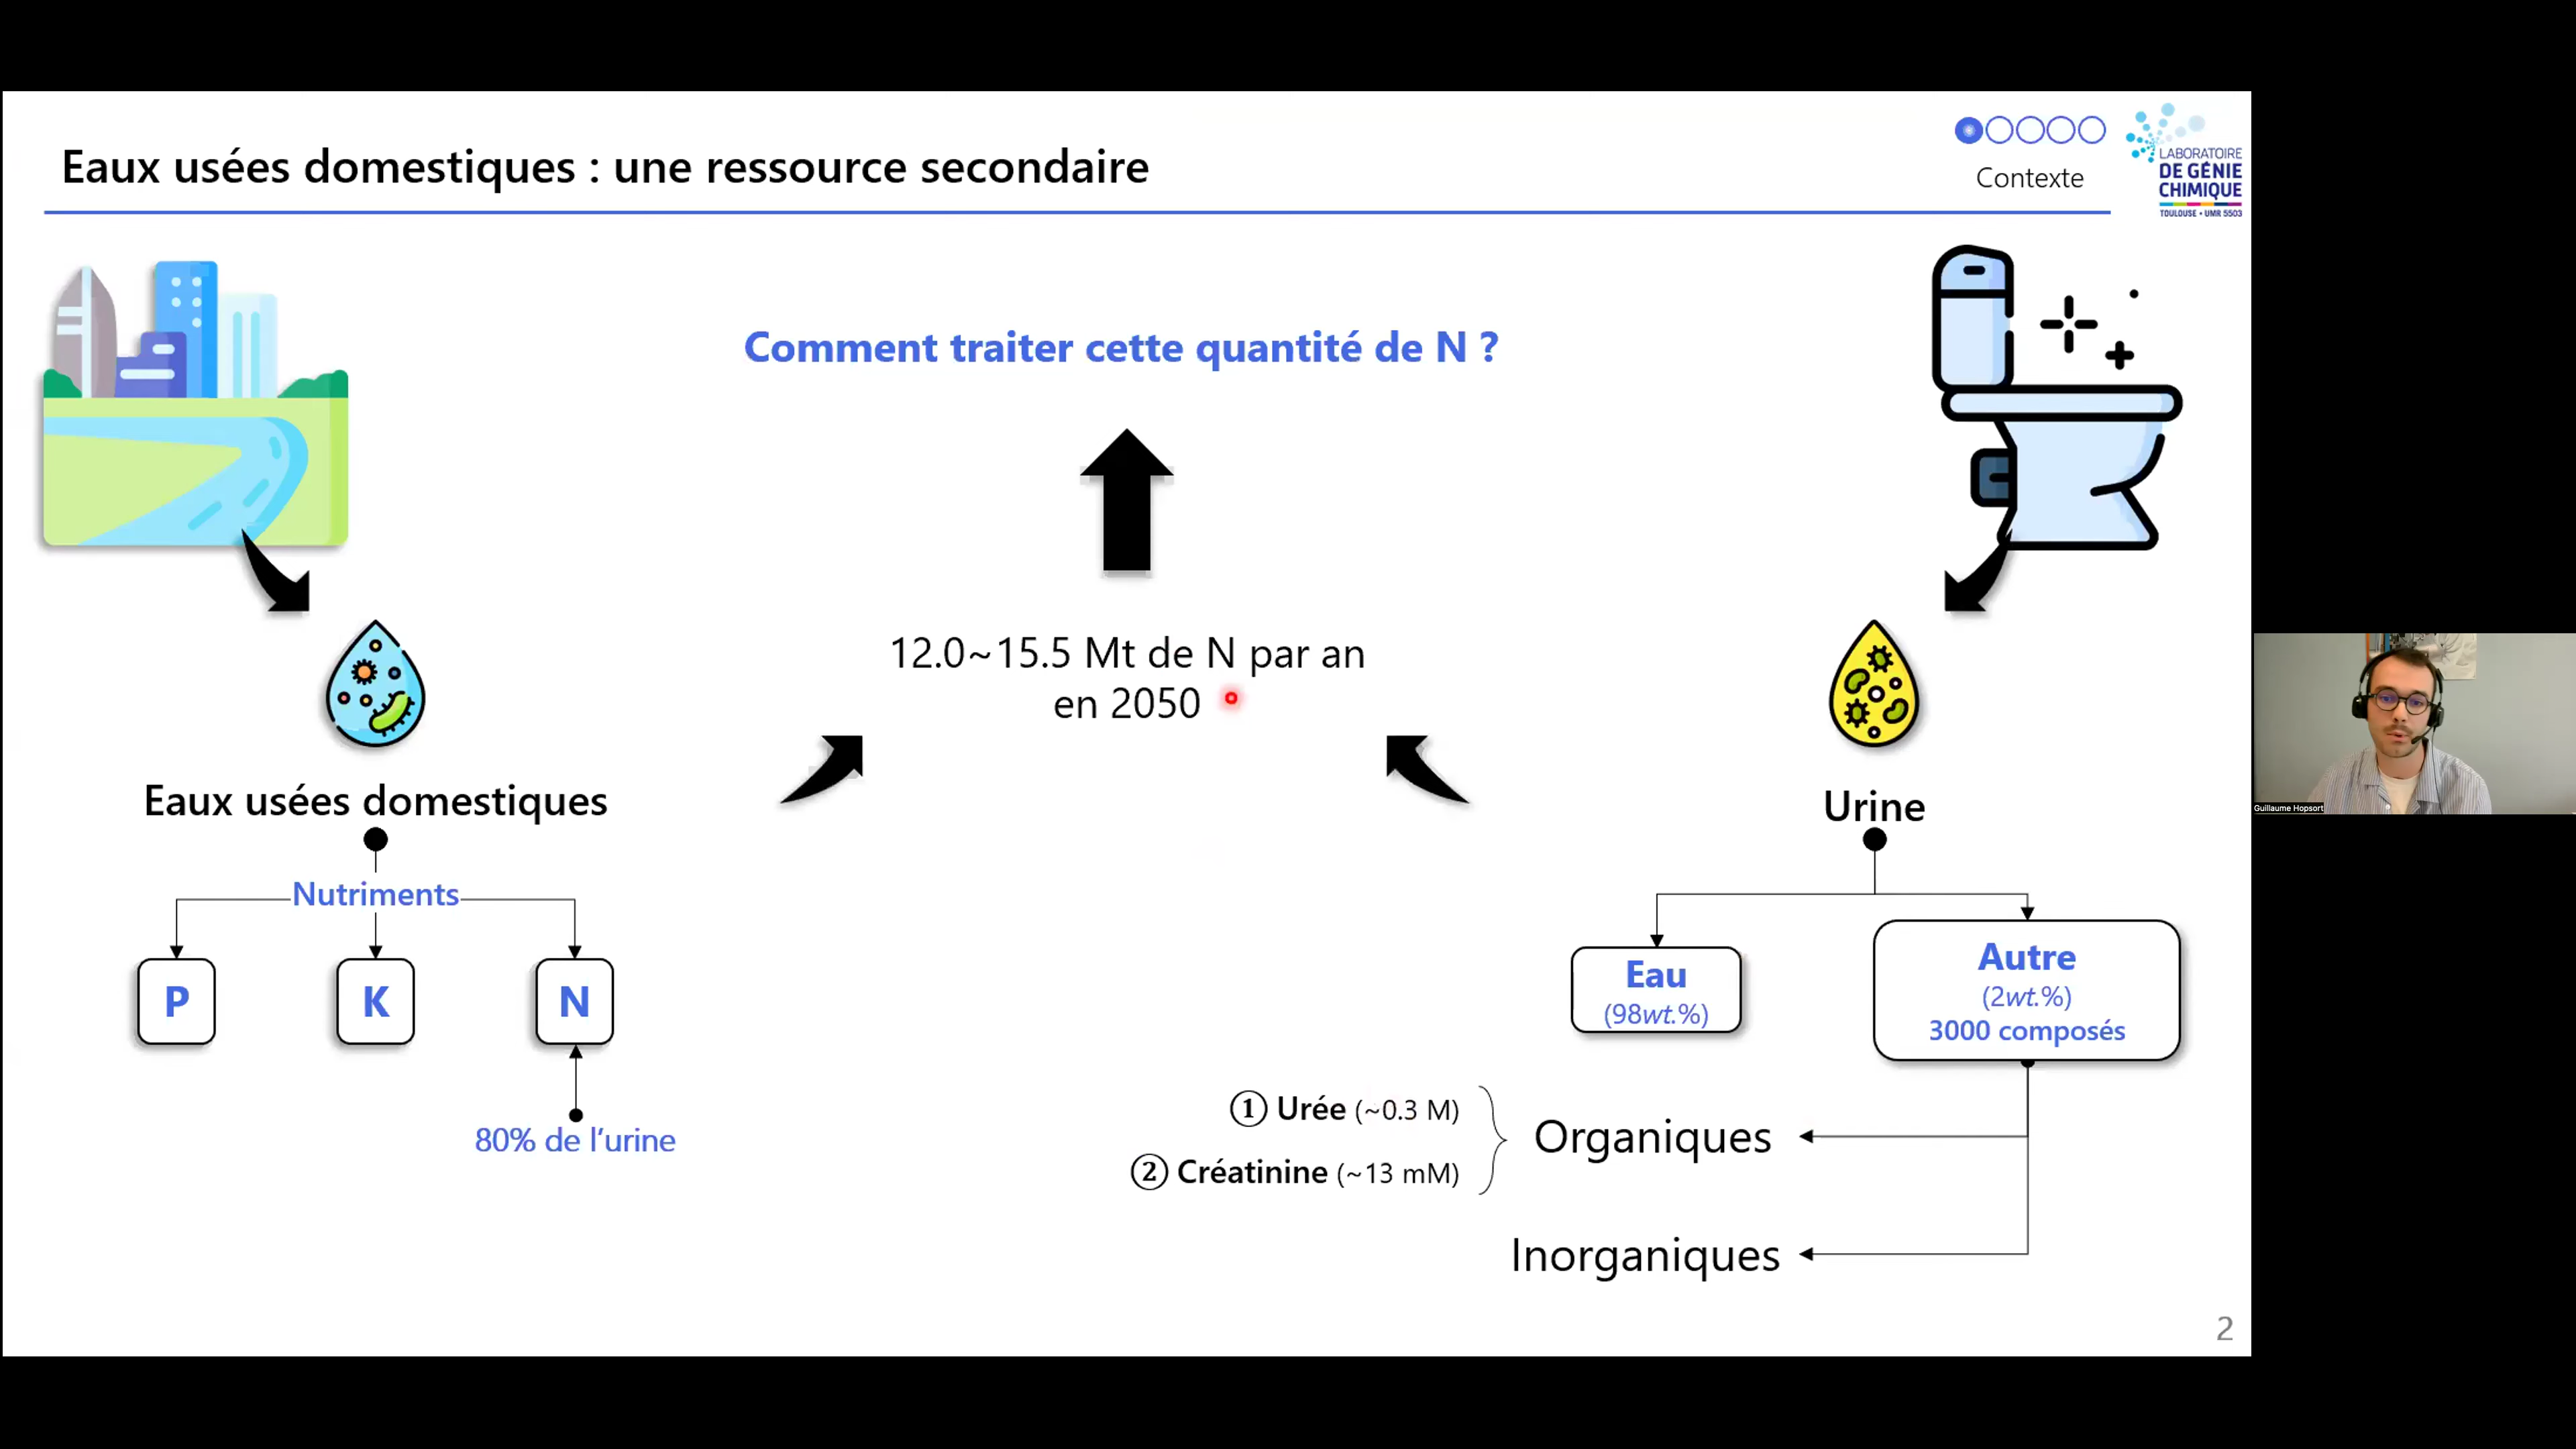 Eaux usées domestiques : une ressource secondaire
Contexte
LABORATOIRE
DE GÉNIE
CHIMIQUE
TOULOUSE • UMR 5503
Comment traiter cette quantité de N ?
12.0~15.5 Mt de N par an
en 2050
Eaux usées domestiques
Nutriments
P
K
N
80% de l’urine
Urine
Eau
(98wt.%)
Autre
(2wt.%)
3000 composés
① Urée (~0.3 M)
② Créatinine (~13 mM)
Organiques
Inorganiques
2
Guillaume Hopsort